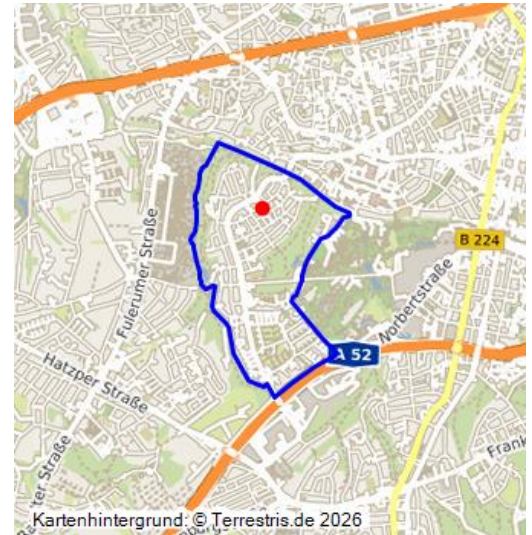 Fulerumer Straße
B 224
Norbertstraße
A 52
Hatzper Straße
Frank
Straße
Kartenhintergrund: © Terrestris.de 2026